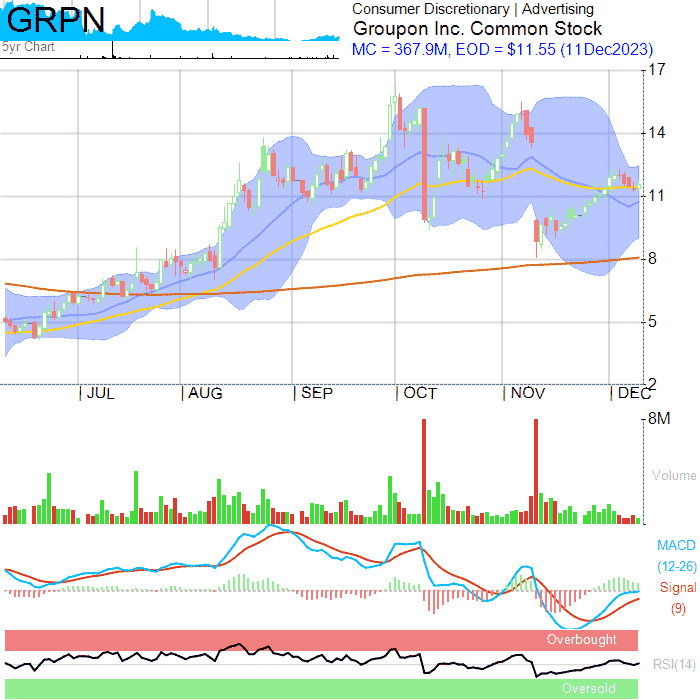 GRPN
5yr Chart
Consumer Discretionary | Advertising
Groupon Inc. Common Stock
MC = 367.9M, EOD = $11.55 (11Dec2023)
17
14
11
8
5
2
JUL
AUG
SEP
OCT
NOV
DEC
8M
Volume
MACD
(12-26)
Signal
(9)
Overbought
RSI(14)
Oversold